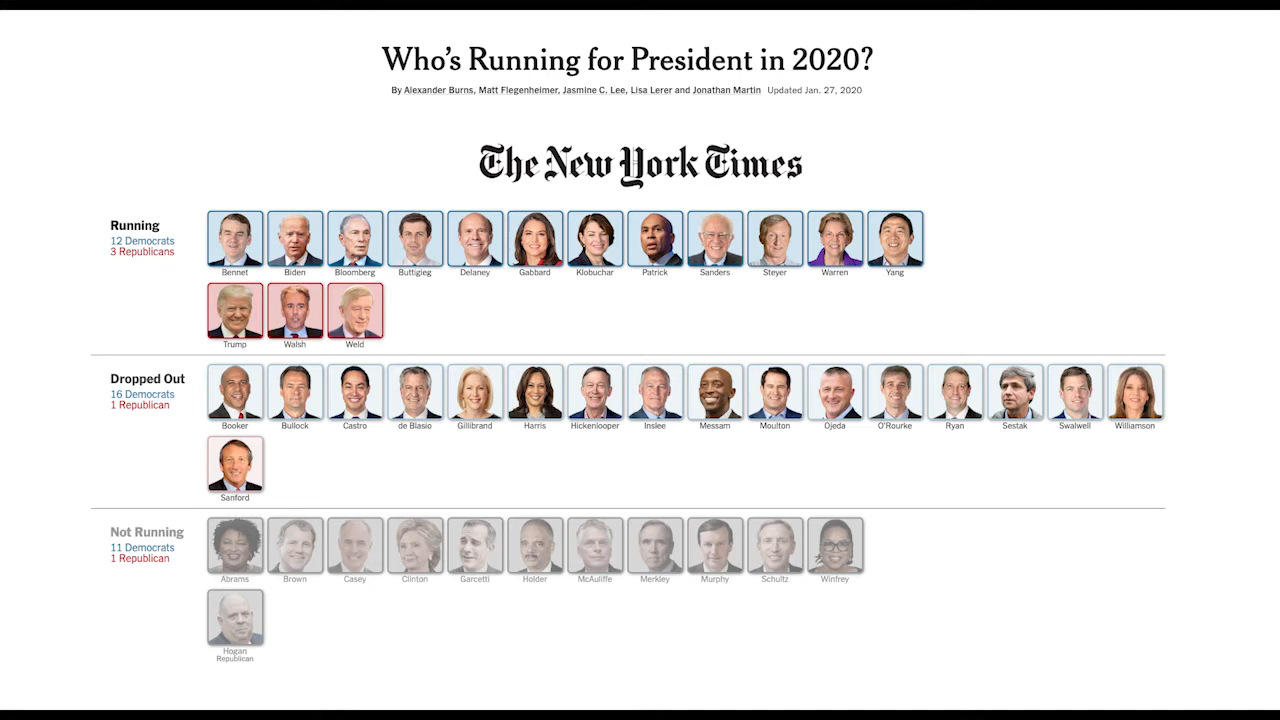 Who's Running for President in 2020?
By Alexander Burns, Matt Flegenheimer, Jasmine C. Lee, Lisa Lerer and Jonathan Martin Updated Jan. 27, 2020
The New York Times
Running
12 Democrats
3 Republicans
Bennet Biden Bloomberg Buttigieg Delaney Gabbard Klobuchar Patrick Sanders Steyer Warren Yang
Trump Walsh Weld
Dropped Out
16 Democrats
1 Republican
Booker Bullock Castro de Blasio Gillibrand Harris Hickenlooper Inslee Messam Moulton Ojeda O'Rourke Ryan Sestak Swalwell Williamson
Sanford
Not Running
11 Democrats
1 Republican
Abrams Brown Casey Clinton Garcetti Holder McAuliffe Merkley Murphy Schultz Winfrey
Hogan
Republican